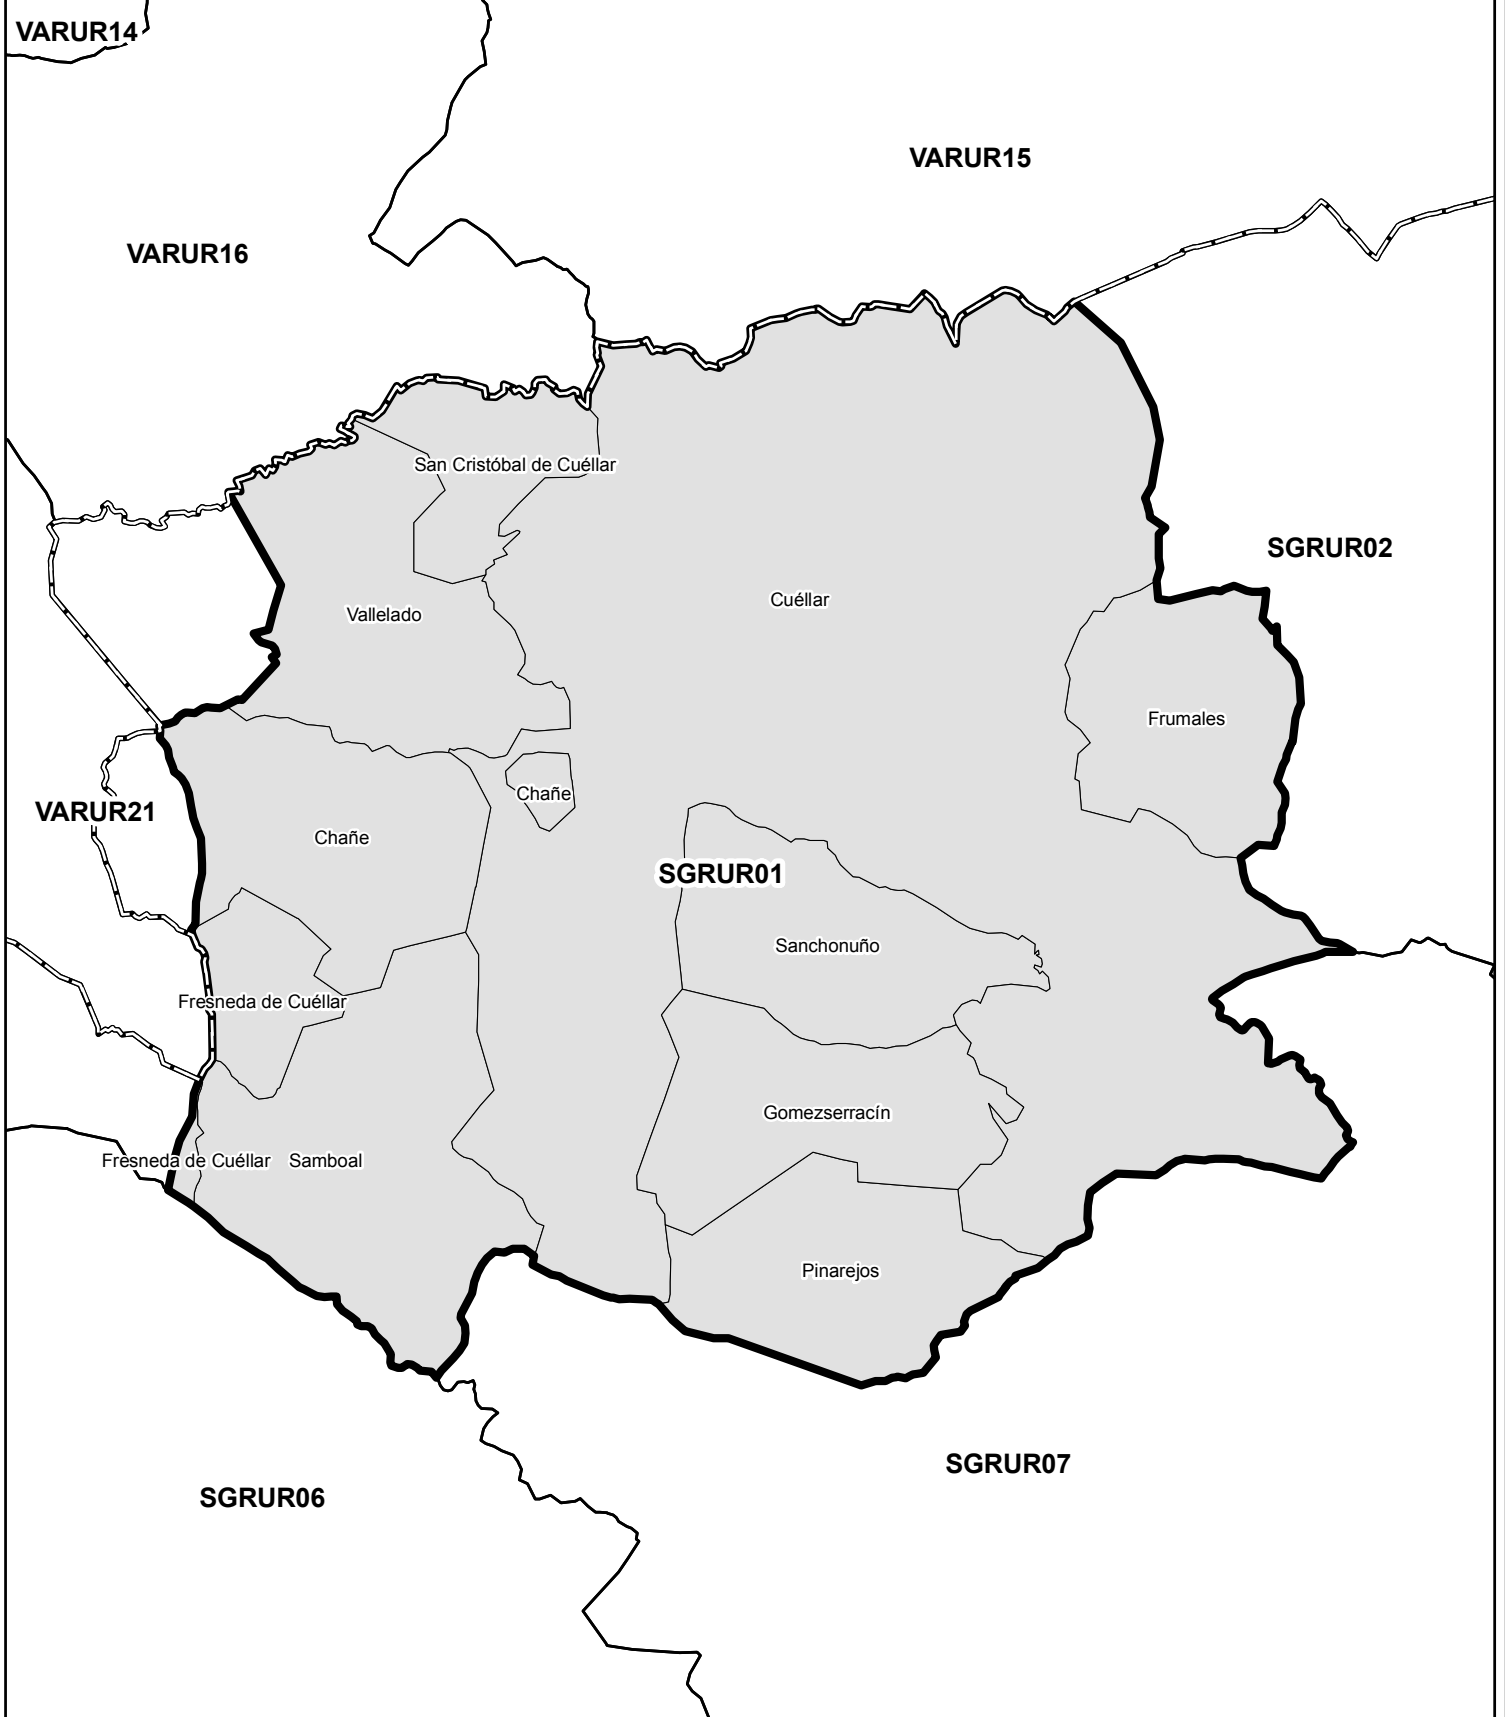 VARUR14
VARUR15
VARUR16
San Cristóbal de Cuéllar
SGRUR02
Cuéllar
Vallelado
Frumales
Chañe
VARUR21
Chañe
SGRUR01
Sanchonuño
Fresneda de Cuéllar
Gomezserracín
Fresneda de Cuéllar
Samboal
Pinarejos
SGRUR07
SGRUR06